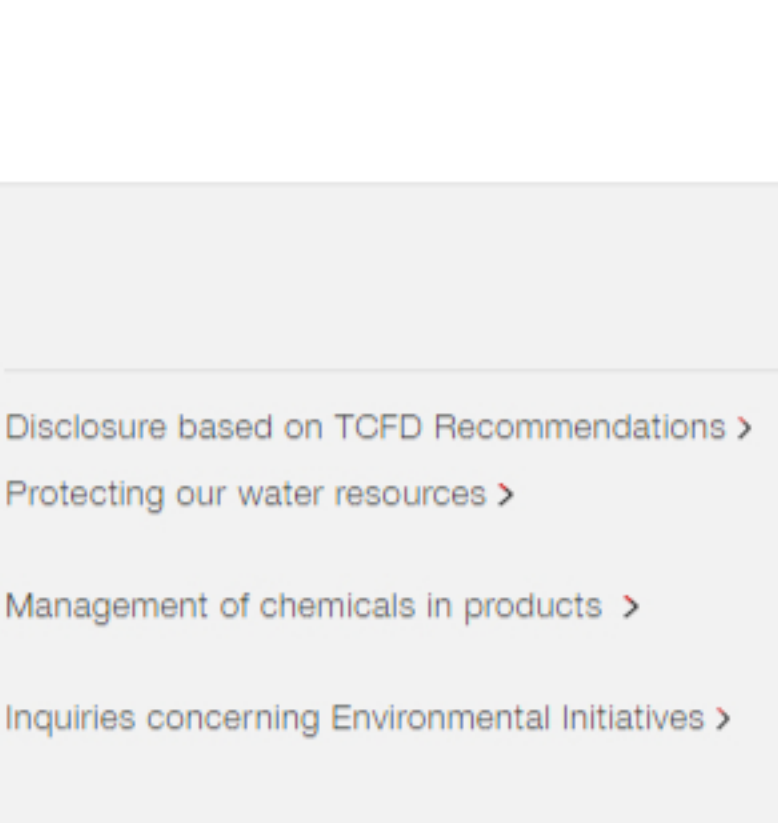 Disclosure based on TCFD Recommendations
Protecting our water resources
Management of chemicals in products
Inquiries concerning Environmental Initiatives